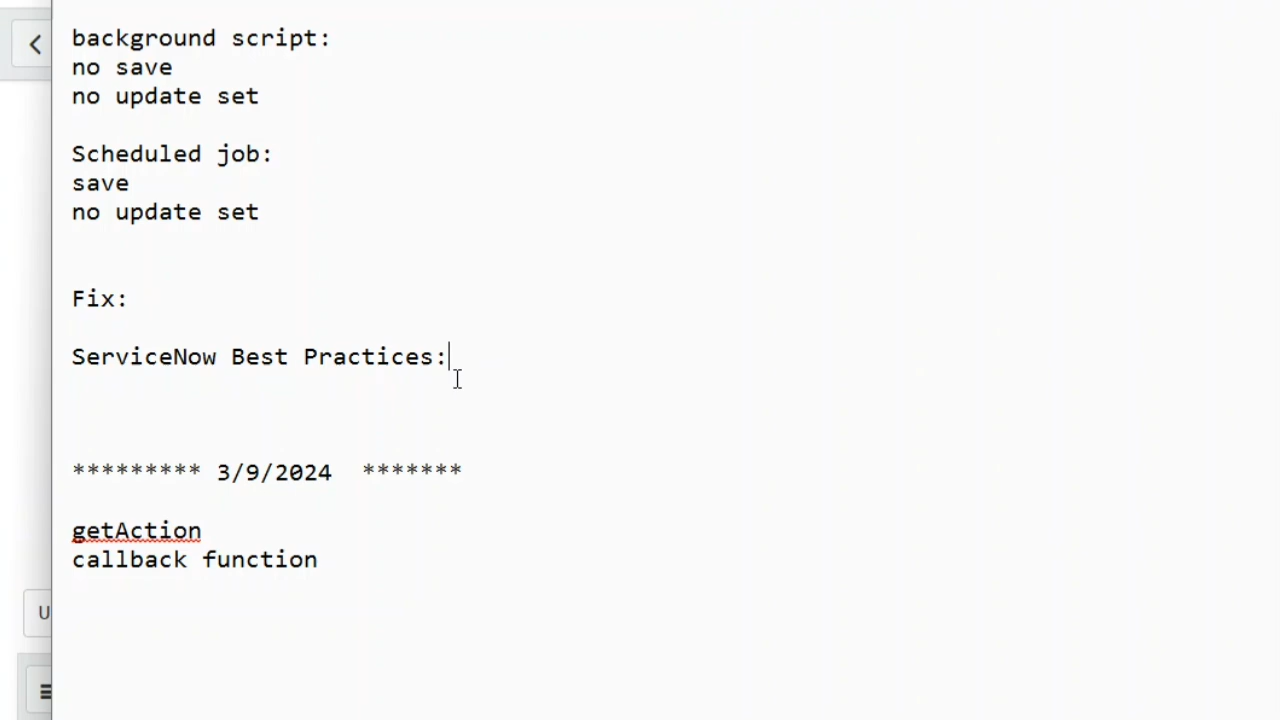 background script:
no save
no update set
Scheduled job:
save
no update set
Fix:
ServiceNow Best Practices:
********* 3/9/2024  *******
getAction
callback function
U